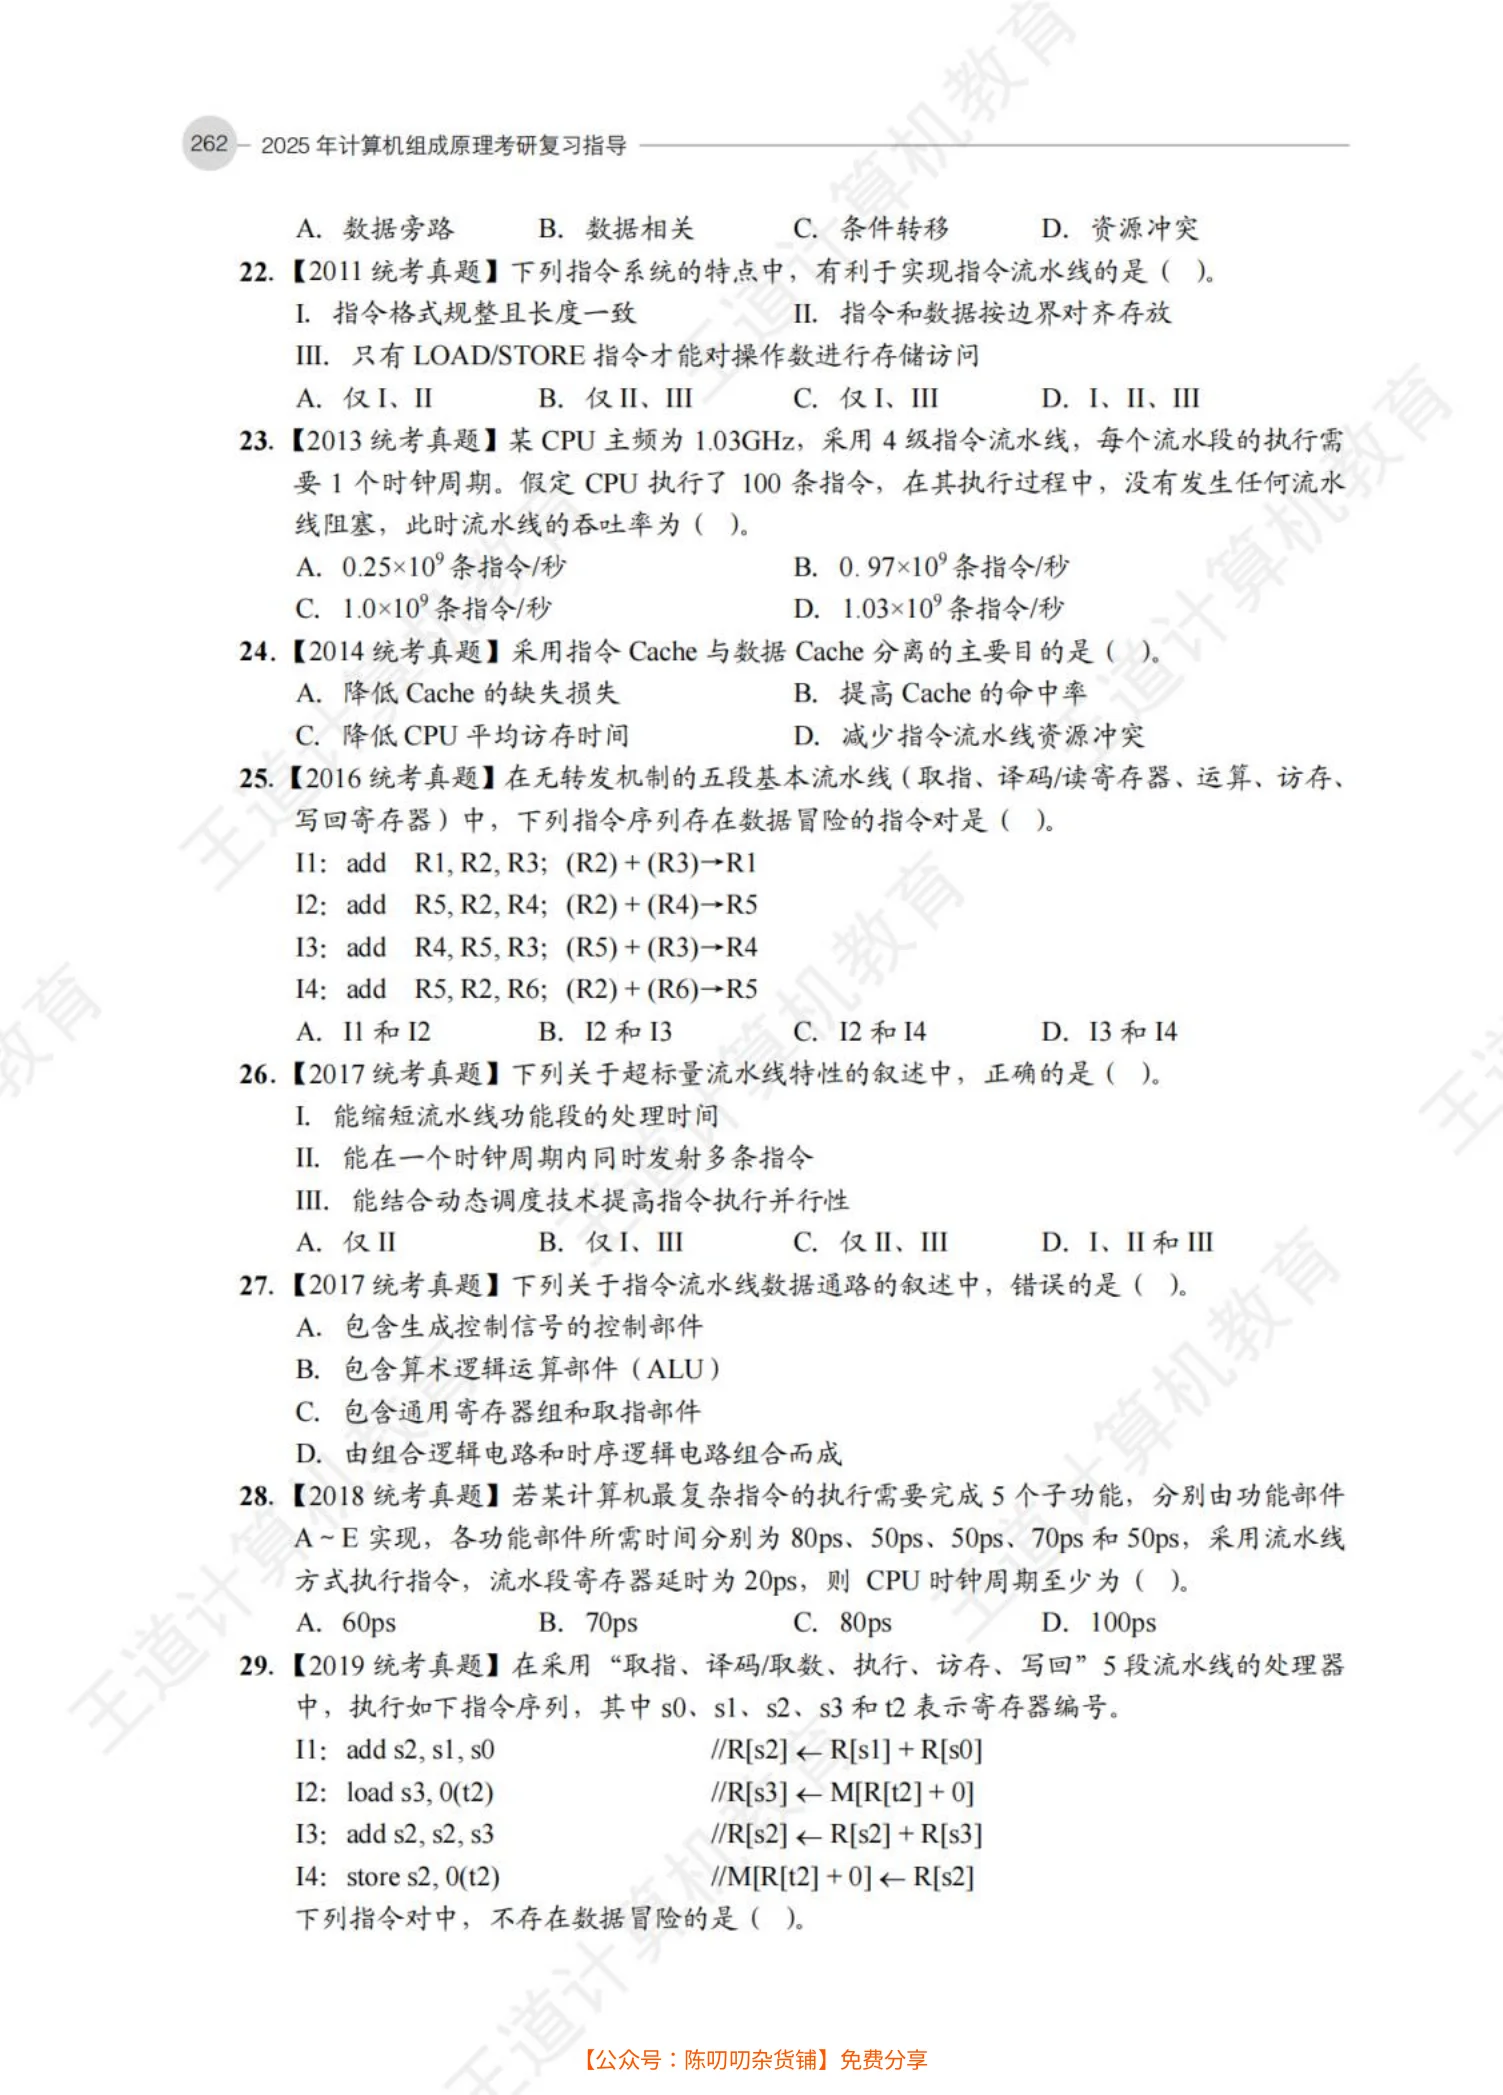 262 2025 年计算机组成原理考研复习指导
A. 数据旁路 B. 数据相关 C. 条件转移 D. 资源冲突
22.【2011 统考真题】下列指令系统的特点中，有利于实现指令流水线的是（ ）。
I. 指令格式规整且长度一致 II. 指令和数据按边界对齐存放
III. 只有 LOAD/STORE 指令才能对操作数进行存储访问
A. 仅 I、II B. 仅 II、III C. 仅 I、III D. I、II、III
23.【2013 统考真题】某 CPU 主频为 1.03GHz，采用 4 级指令流水线，每个流水段的执行需
要 1 个时钟周期。假定 CPU 执行了 100 条指令，在其执行过程中，没有发生任何流水
线阻塞，此时流水线的吞吐率为（ ）。
A. 0.25×10⁹ 条指令/秒 B. 0. 97×10⁹ 条指令/秒
C. 1.0×10⁹ 条指令/秒 D. 1.03×10⁹ 条指令/秒
24.【2014 统考真题】采用指令 Cache 与数据 Cache 分离的主要目的是（ ）。
A. 降低 Cache 的缺失损失 B. 提高 Cache 的命中率
C. 降低 CPU 平均访存时间 D. 减少指令流水线资源冲突
25.【2016 统考真题】在无转发机制的五段基本流水线（取指、译码/读寄存器、运算、访存、
写回寄存器）中，下列指令序列存在数据冒险的指令对是（ ）。
I1: add R1, R2, R3; (R2) + (R3)→R1
I2: add R5, R2, R4; (R2) + (R4)→R5
I3: add R4, R5, R3; (R5) + (R3)→R4
I4: add R5, R2, R6; (R2) + (R6)→R5
A. I1 和 I2 B. I2 和 I3 C. I2 和 I4 D. I3 和 I4
26.【2017 统考真题】下列关于超标量流水线特性的叙述中，正确的是（ ）。
I. 能缩短流水线功能段的处理时间
II. 能在一个时钟周期内同时发射多条指令
III. 能结合动态调度技术提高指令执行并行性
A. 仅 II B. 仅 I、III C. 仅 II、III D. I、II 和 III
27.【2017 统考真题】下列关于指令流水线数据通路的叙述中，错误的是（ ）。
A. 包含生成控制信号的控制部件
B. 包含算术逻辑运算部件（ALU）
C. 包含通用寄存器组和取指部件
D. 由组合逻辑电路和时序逻辑电路组合而成
28.【2018 统考真题】若某计算机最复杂指令的执行需要完成 5 个子功能，分别由功能部件
A ~ E 实现，各功能部件所需时间分别为 80ps、50ps、50ps、70ps 和 50ps，采用流水线
方式执行指令，流水段寄存器延时为 20ps，则 CPU 时钟周期至少为（ ）。
A. 60ps B. 70ps C. 80ps D. 100ps
29.【2019 统考真题】在采用“取指、译码/取数、执行、访存、写回”5 段流水线的处理器
中，执行如下指令序列，其中 s0、s1、s2、s3 和 t2 表示寄存器编号。
I1: add s2, s1, s0 //R[s2] ← R[s1] + R[s0]
I2: load s3, 0(t2) //R[s3] ← M[R[t2] + 0]
I3: add s2, s2, s3 //R[s2] ← R[s2] + R[s3]
I4: store s2, 0(t2) //M[R[t2] + 0] ← R[s2]
下列指令对中，不存在数据冒险的是（ ）。
【公众号：陈叨叨杂货铺】免费分享
王道计算机教育